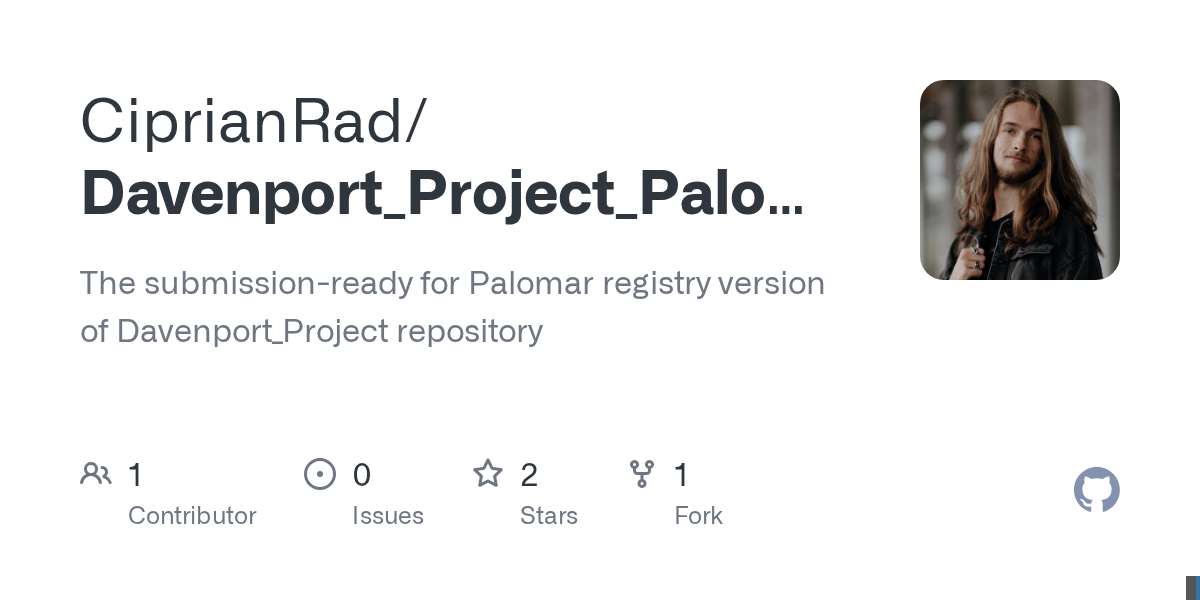 CiprianRad/
Davenport_Project_Palo...
The submission-ready for Palomar registry version
of Davenport_Project repository
1
Contributor
0
Issues
2
Stars
1
Fork